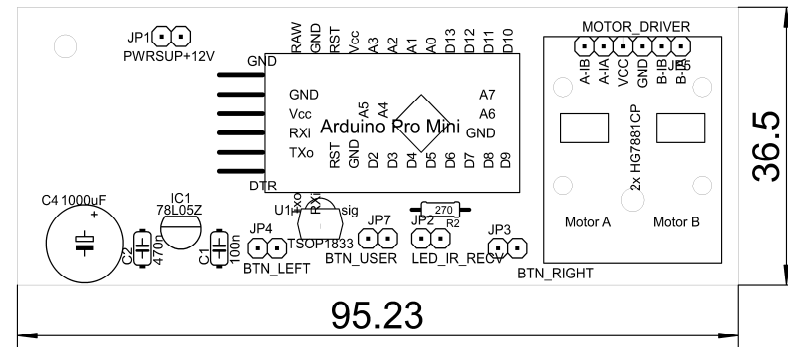 JP1
PWRSUP+12V
RAW
GND
RST
Vcc
A3
A2
A1
A0
D13
D12
D11
D10
MOTOR_DRIVER
A-IB
A-IA
VCC
GND
B-IB
B-IA
JP5
GND
GND
Vcc
RXI
TXo
DTR
A5
A4
A7
A6
GND
Arduino Pro Mini
RST
GND
D2
D3
D4
D5
D6
D7
D8
D9
2x HG7881CP
Motor A
Motor B
36.5
C4 1000uF
+
IC1
78L05Z
U1
TXo
RXi
sig
TSOP1833
270
R2
JP4
BTN_LEFT
JP7
BTN_USER
JP2
LED_IR_RECV
JP3
BTN_RIGHT
C2
470n
C1
100n
95.23